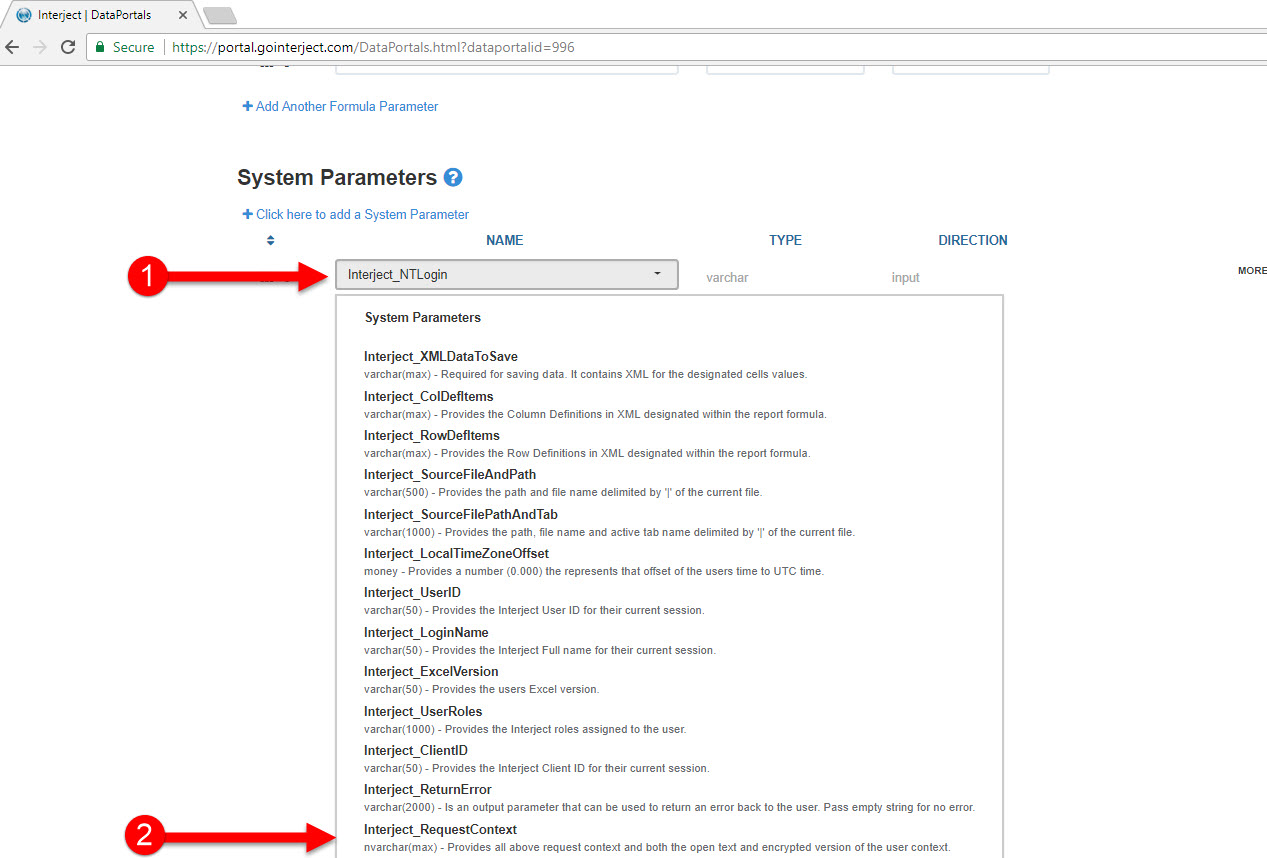 Interject | DataPortals
Secure https://portal.gointerject.com/DataPortals.html?dataportalid=996
Add Another Formula Parameter
System Parameters ?
Click here to add a System Parameter
NAME TYPE DIRECTION
1 Interject_NTLogin varchar input MORE
System Parameters
Interject_XMLDataToSave
varchar(max) - Required for saving data. It contains XML for the designated cells values.
Interject_ColDefItems
varchar(max) - Provides the Column Definitions in XML designated within the report formula.
Interject_RowDefItems
varchar(max) - Provides the Row Definitions in XML designated within the report formula.
Interject_SourceFileAndPath
varchar(500) - Provides the path and file name delimited by '|' of the current file.
Interject_SourceFilePathAndTab
varchar(1000) - Provides the path, file name and active tab name delimited by '|' of the current file.
Interject_LocalTimeZoneOffset
money - Provides a number (0.000) the represents that offset of the users time to UTC time.
Interject_UserID
varchar(50) - Provides the Interject User ID for their current session.
Interject_LoginName
varchar(50) - Provides the Interject Full name for their current session.
Interject_ExcelVersion
varchar(50) - Provides the users Excel version.
Interject_UserRoles
varchar(1000) - Provides the Interject roles assigned to the user.
Interject_ClientID
varchar(50) - Provides the Interject Client ID for their current session.
Interject_ReturnError
varchar(2000) - Is an output parameter that can be used to return an error back to the user. Pass empty string for no error.
2 Interject_RequestContext
nvarchar(max) - Provides all above request context and both the open text and encrypted version of the user context.